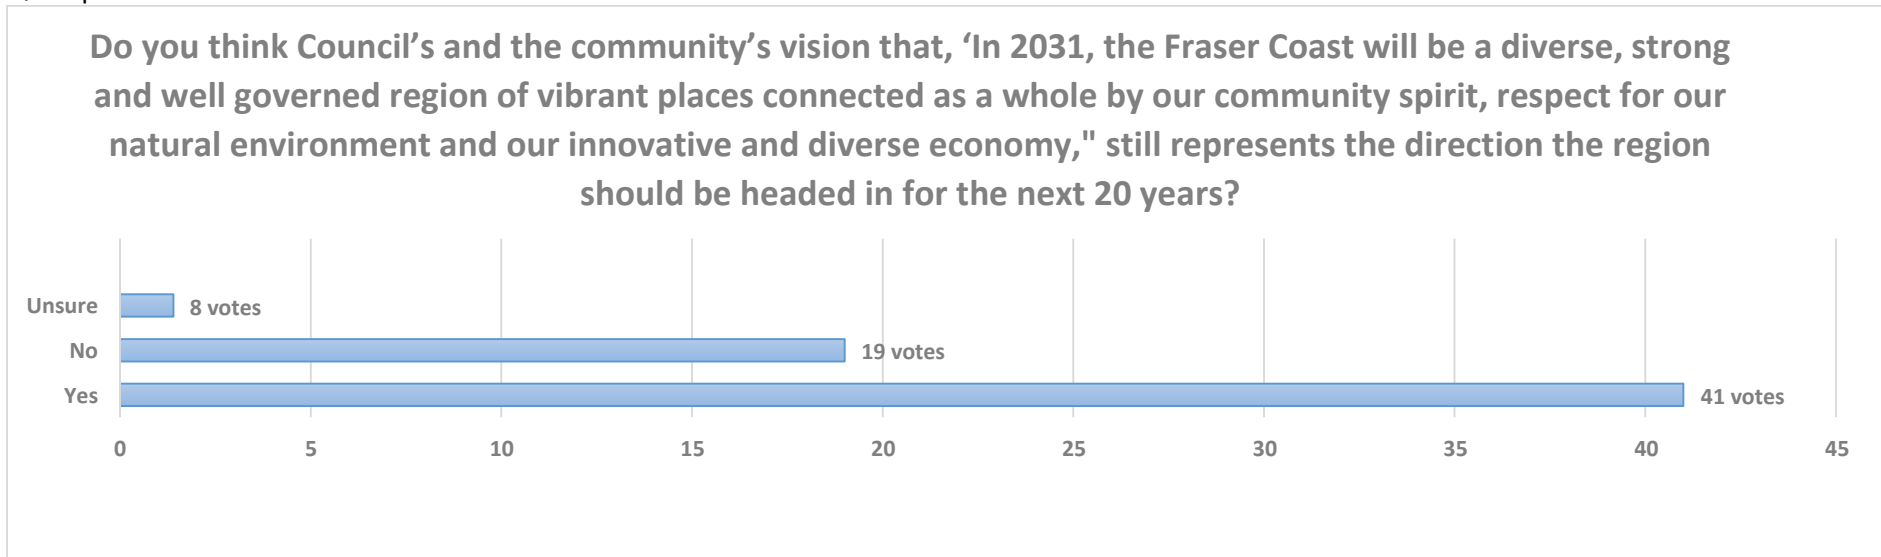 Do you think Council’s and the community’s vision that, ‘In 2031, the Fraser Coast will be a diverse, strong
and well governed region of vibrant places connected as a whole by our community spirit, respect for our
natural environment and our innovative and diverse economy," still represents the direction the region
should be headed in for the next 20 years?
Unsure 8 votes
No 19 votes
Yes 41 votes
0 5 10 15 20 25 30 35 40 45